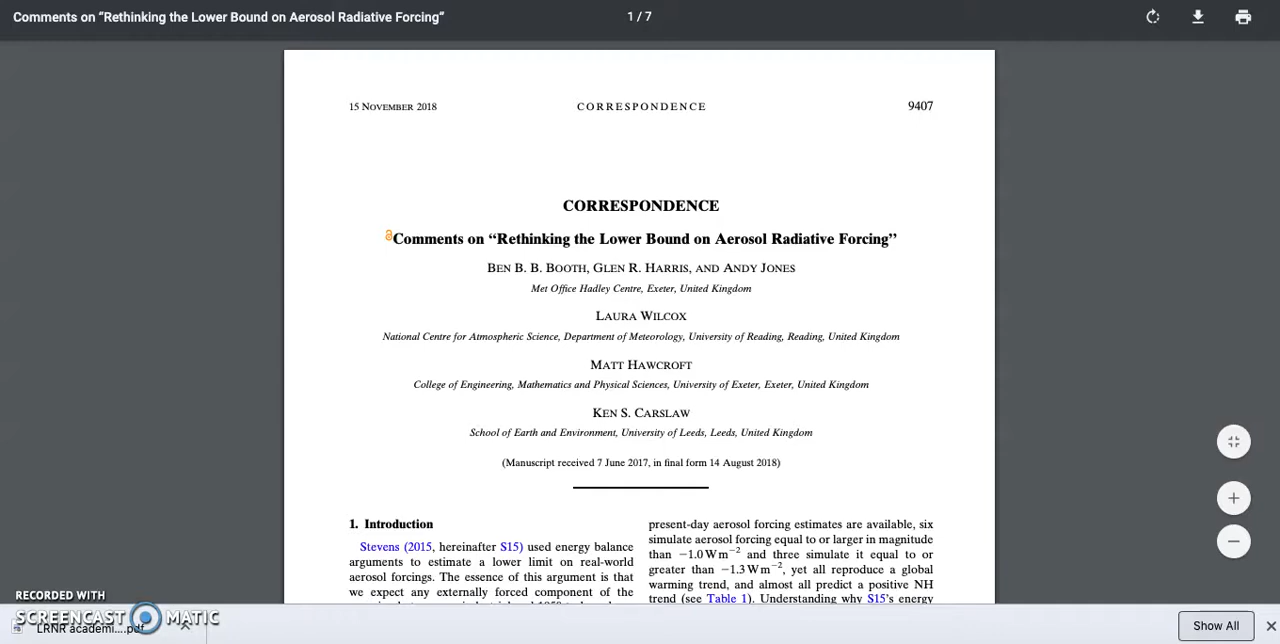 Comments on “Rethinking the Lower Bound on Aerosol Radiative Forcing”
1 / 7
15 NOVEMBER 2018
CORRESPONDENCE
9407
CORRESPONDENCE
Comments on “Rethinking the Lower Bound on Aerosol Radiative Forcing”
BEN B. B. BOOTH, GLEN R. HARRIS, AND ANDY JONES
Met Office Hadley Centre, Exeter, United Kingdom
LAURA WILCOX
National Centre for Atmospheric Science, Department of Meteorology, University of Reading, Reading, United Kingdom
MATT HAWCROFT
College of Engineering, Mathematics and Physical Sciences, University of Exeter, Exeter, United Kingdom
KEN S. CARSLAW
School of Earth and Environment, University of Leeds, Leeds, United Kingdom
(Manuscript received 7 June 2017, in final form 14 August 2018)
1. Introduction
Stevens (2015, hereinafter S15) used energy balance
arguments to estimate a lower limit on real-world
aerosol forcings. The essence of this argument is that
we expect any externally forced component of the
present-day aerosol forcing estimates are available, six
simulate aerosol forcing equal to or larger in magnitude
than −1.0 W m−2 and three simulate it equal to or
greater than −1.3 W m−2, yet all reproduce a global
warming trend, and almost all predict a positive NH
trend (see Table 1). Understanding why S15's energy
RECORDED WITH
SCREENCAST MATIC
LRNR academi....pdf
Show All